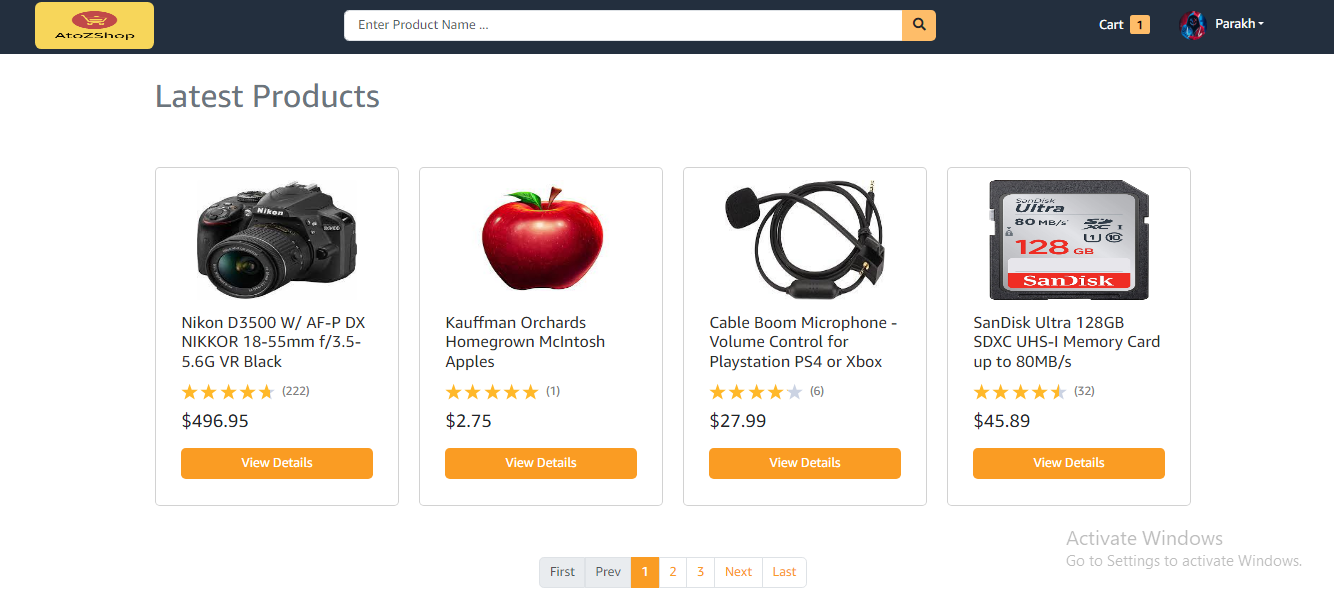 AtoZShop
Enter Product Name ...
Cart 1
Parakh
Latest Products
Nikon
SanDisk
Ultra
80 MB/s
SD XC I
U1 10
128 GB
SanDisk
Nikon D3500 W/ AF-P DX
NIKKOR 18-55mm f/3.5-
5.6G VR Black
(222)
$496.95
View Details
Kauffman Orchards
Homegrown McIntosh
Apples
(1)
$2.75
View Details
Cable Boom Microphone -
Volume Control for
Playstation PS4 or Xbox
(6)
$27.99
View Details
SanDisk Ultra 128GB
SDXC UHS-I Memory Card
up to 80MB/s
(32)
$45.89
View Details
Activate Windows
Go to Settings to activate Windows.
First Prev 1 2 3 Next Last